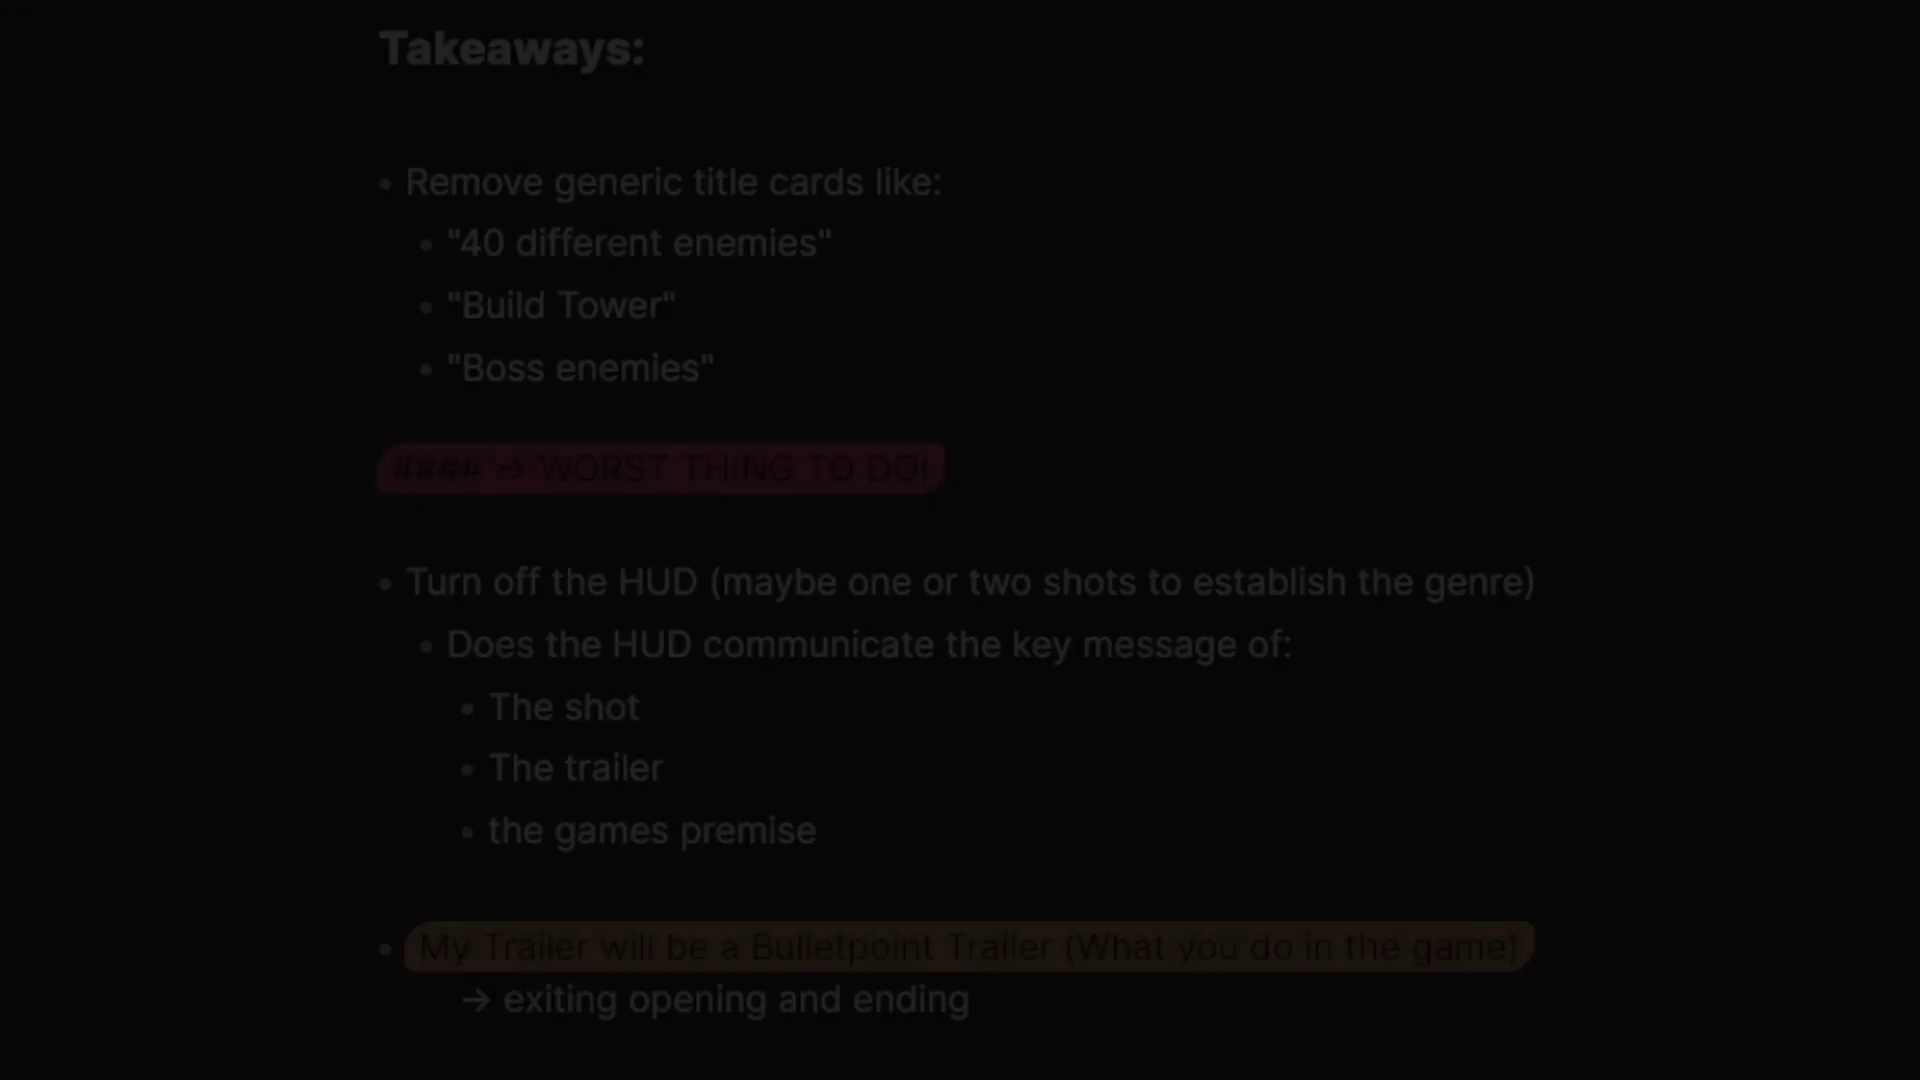 Takeaways:
• Remove generic title cards like:
• "40 different enemies"
• "Build Tower"
• "Boss enemies"
#### → WORST THING TO DO!
• Turn off the HUD (maybe one or two shots to establish the genre)
• Does the HUD communicate the key message of:
• The shot
• The trailer
• the games premise
• My Trailer will be a Bulletpoint Trailer (What you do in the game)
→ exiting opening and ending